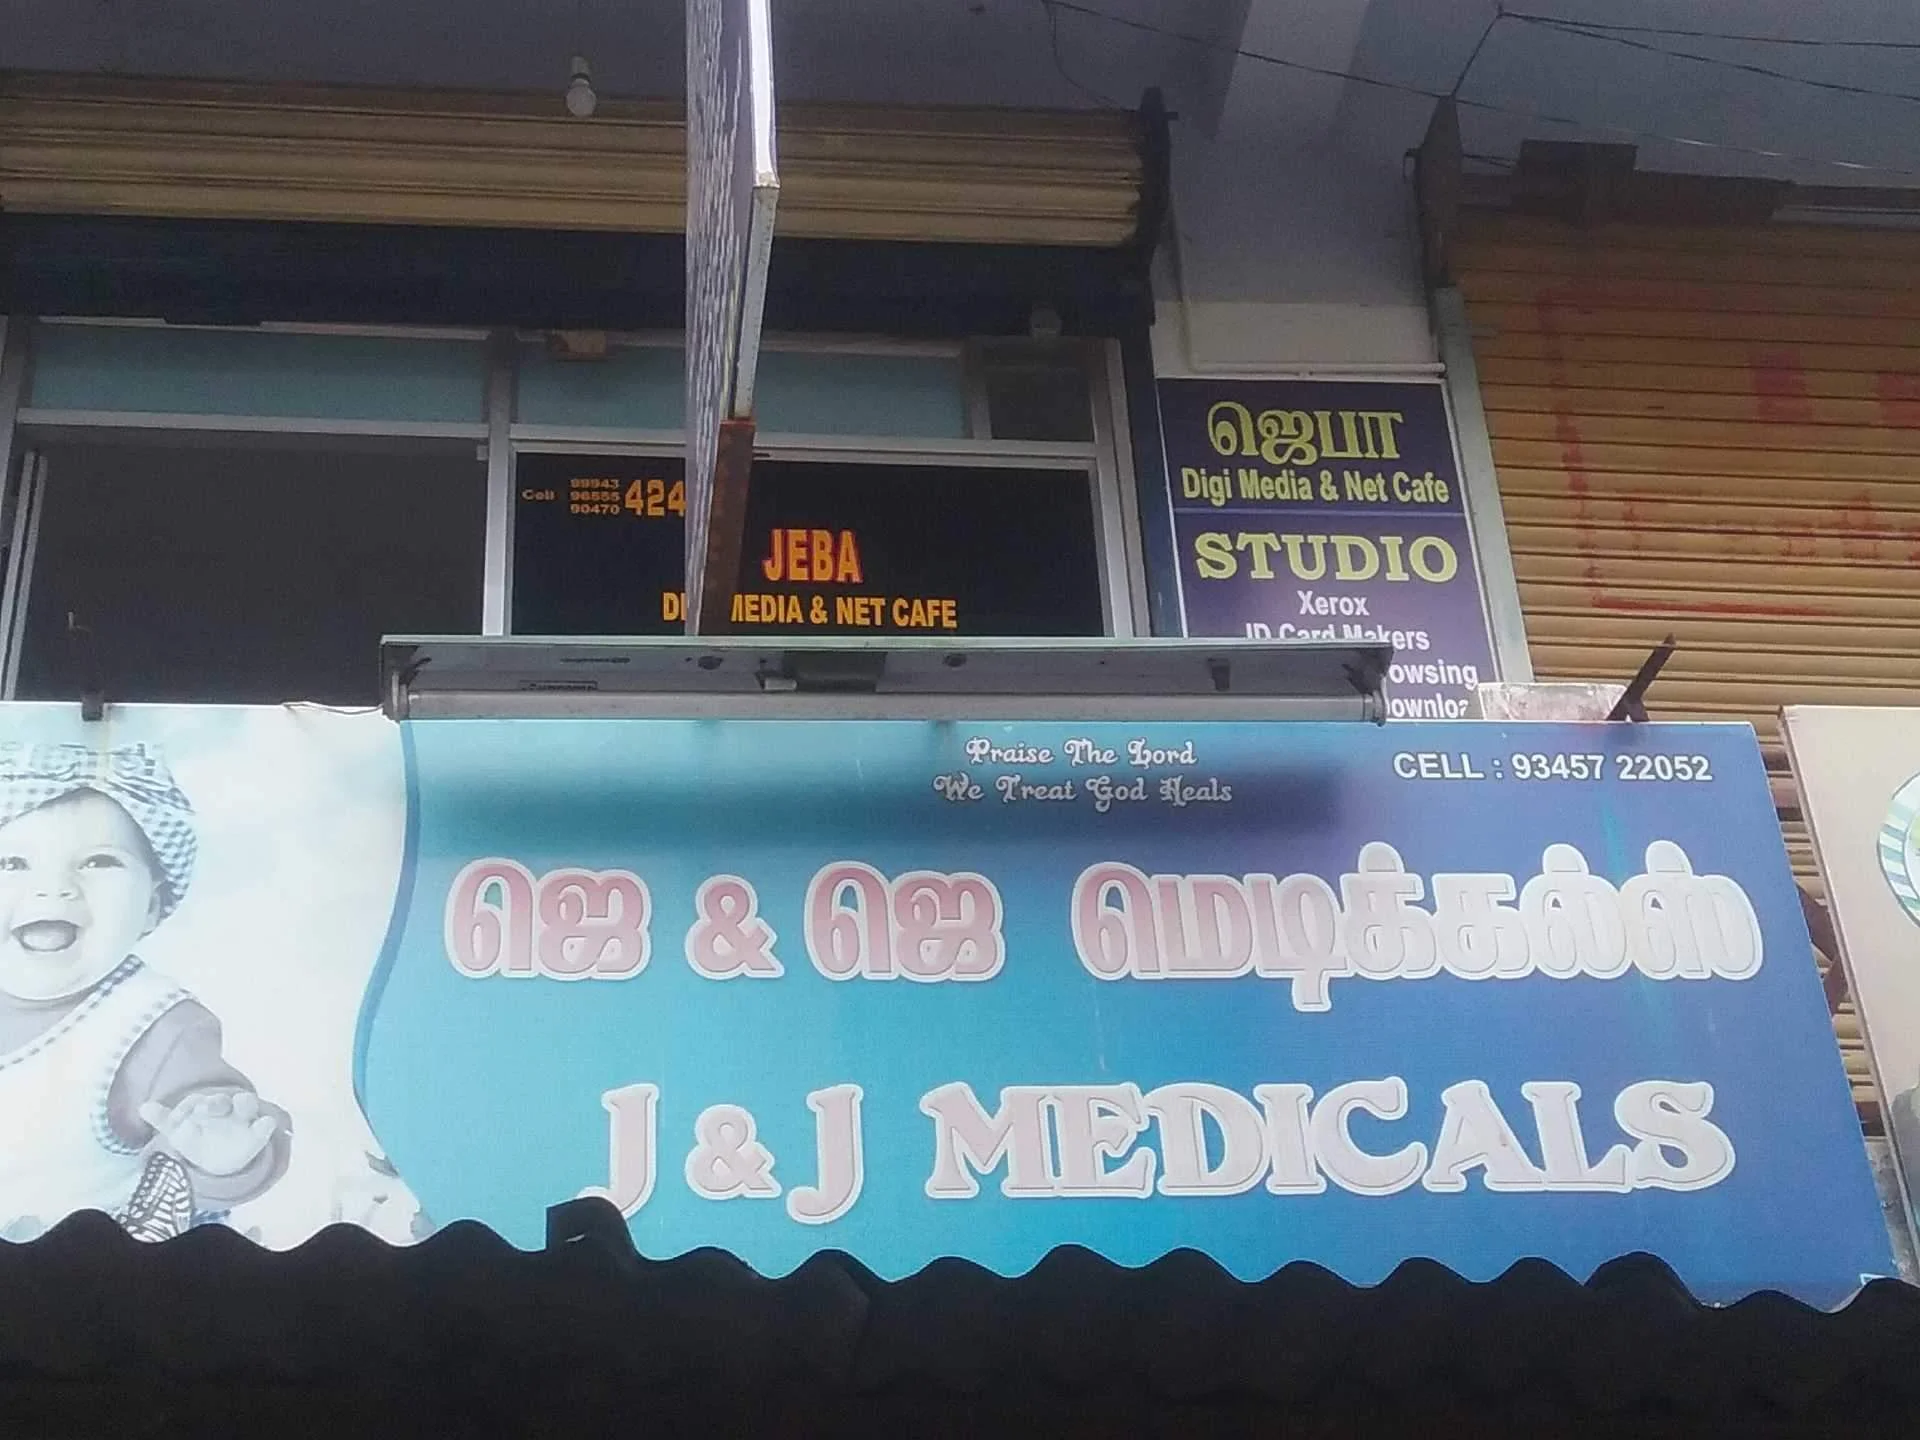 Cell 99943
96555
90470
424
JEBA
MEDIA & NET CAFE
ஜெபா
Digi Media & Net Cafe
STUDIO
Xerox
ID Card Makers
Praise The Lord
We Treat God Heals
CELL : 93457 22052
ஜெ & ஜெ மெடிக்கல்ஸ்
J & J MEDICALS